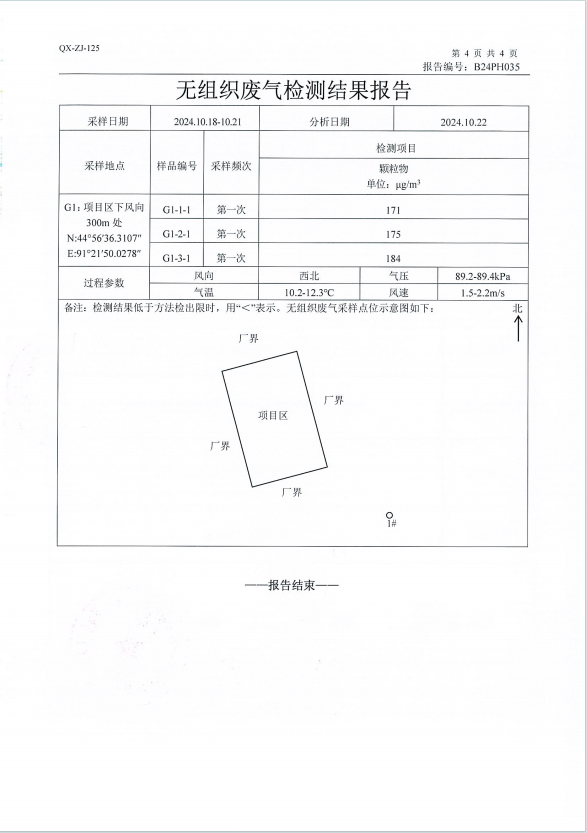 QX-ZJ-125
第 4 页 共 4 页
报告编号：B24PH035
无组织废气检测结果报告
采样日期 2024.10.18-10.21 分析日期 2024.10.22
采样地点 样品编号 采样频次 检测项目
颗粒物
单位：μg/m³
G1：项目区下风向
300m 处
N:44°56′36.3107″
E:91°21′50.0278″
G1-1-1 第一次 171
G1-2-1 第一次 175
G1-3-1 第一次 184
过程参数 风向 西北 气压 89.2-89.4kPa
气温 10.2-12.3℃ 风速 1.5-2.2m/s
备注：检测结果低于方法检出限时，用“<”表示。无组织废气采样点位示意图如下：
北
厂界
厂界
项目区
厂界
厂界
1#
——报告结束——